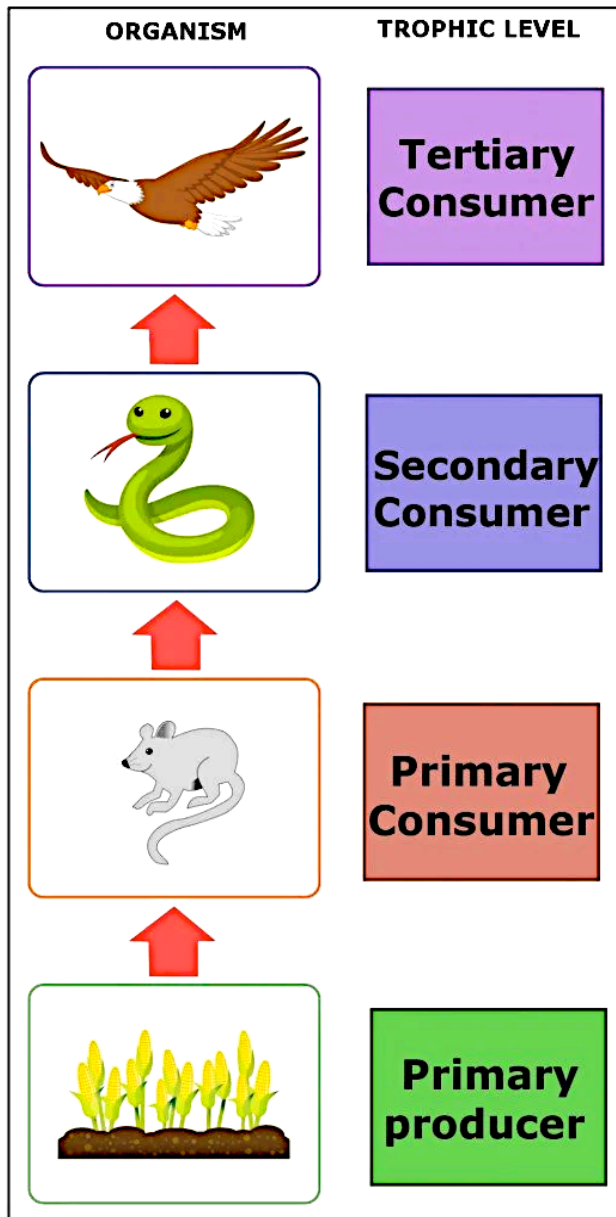 ORGANISM
TROPHIC LEVEL
Tertiary
Consumer
Secondary
Consumer
Primary
Consumer
Primary
producer